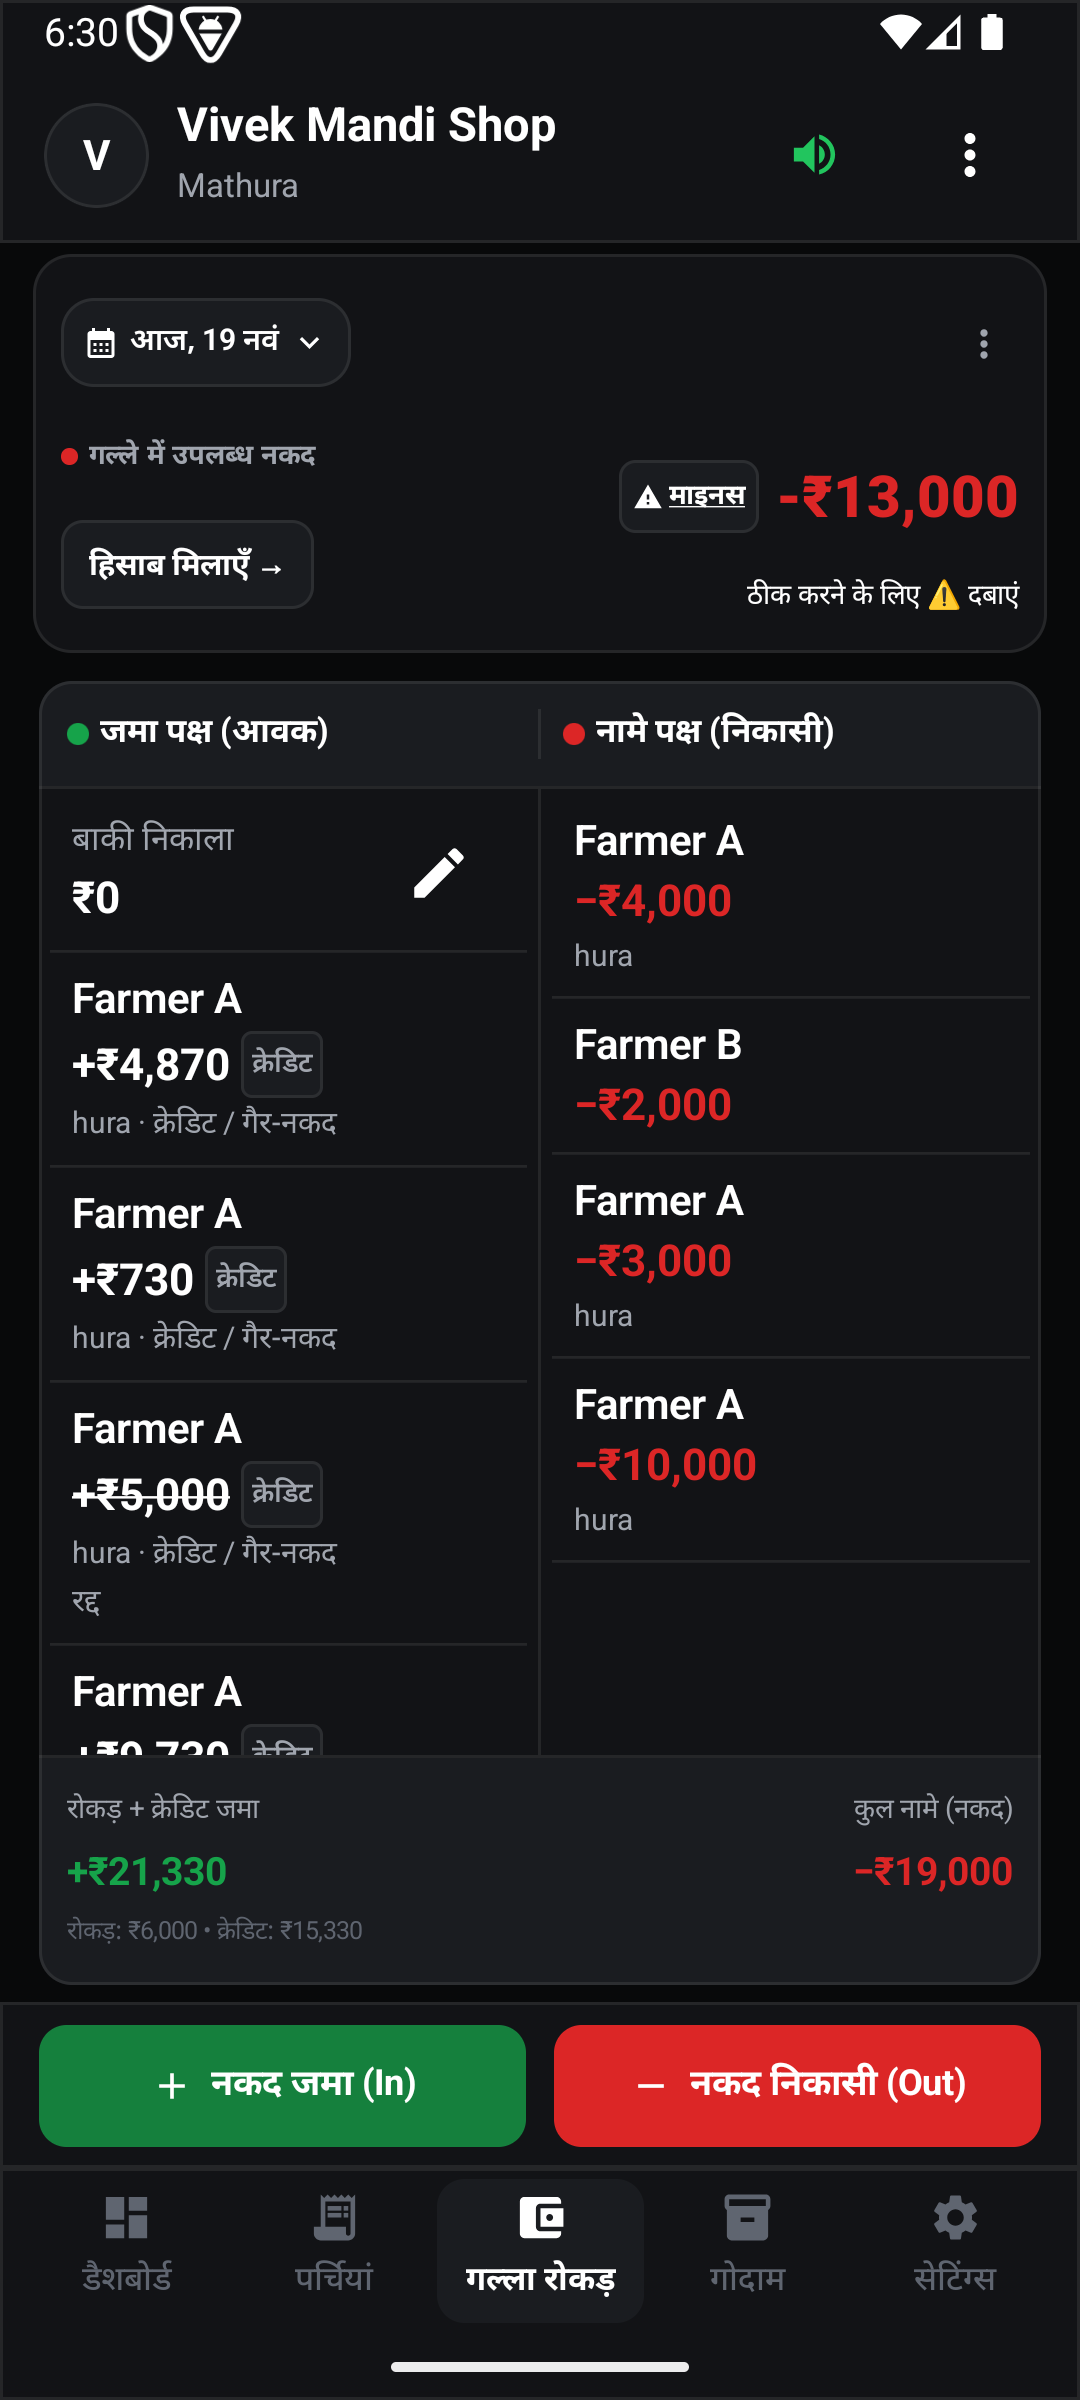 6:30
V
Vivek Mandi Shop
Mathura
आज, 19 नवं
गल्ले में उपलब्ध नकद
माइनस
-₹13,000
हिसाब मिलाएँ →
ठीक करने के लिए ⚠️ दबाएं
जमा पक्ष (आवक)
बाकी निकाला
₹0
Farmer A
+₹4,870 क्रेडिट
hura · क्रेडिट / गैर-नकद
Farmer A
+₹730 क्रेडिट
hura · क्रेडिट / गैर-नकद
Farmer A
+₹5,000 क्रेडिट
hura · क्रेडिट / गैर-नकद
रद्द
Farmer A
+₹9,730 क्रेडिट
नामे पक्ष (निकासी)
Farmer A
−₹4,000
hura
Farmer B
−₹2,000
Farmer A
−₹3,000
hura
Farmer A
−₹10,000
hura
रोकड़ + क्रेडिट जमा
+₹21,330
रोकड़: ₹6,000 • क्रेडिट: ₹15,330
कुल नामे (नकद)
−₹19,000
+ नकद जमा (In)
− नकद निकासी (Out)
डैशबोर्ड
पर्चियां
गल्ला रोकड़
गोदाम
सेटिंग्स